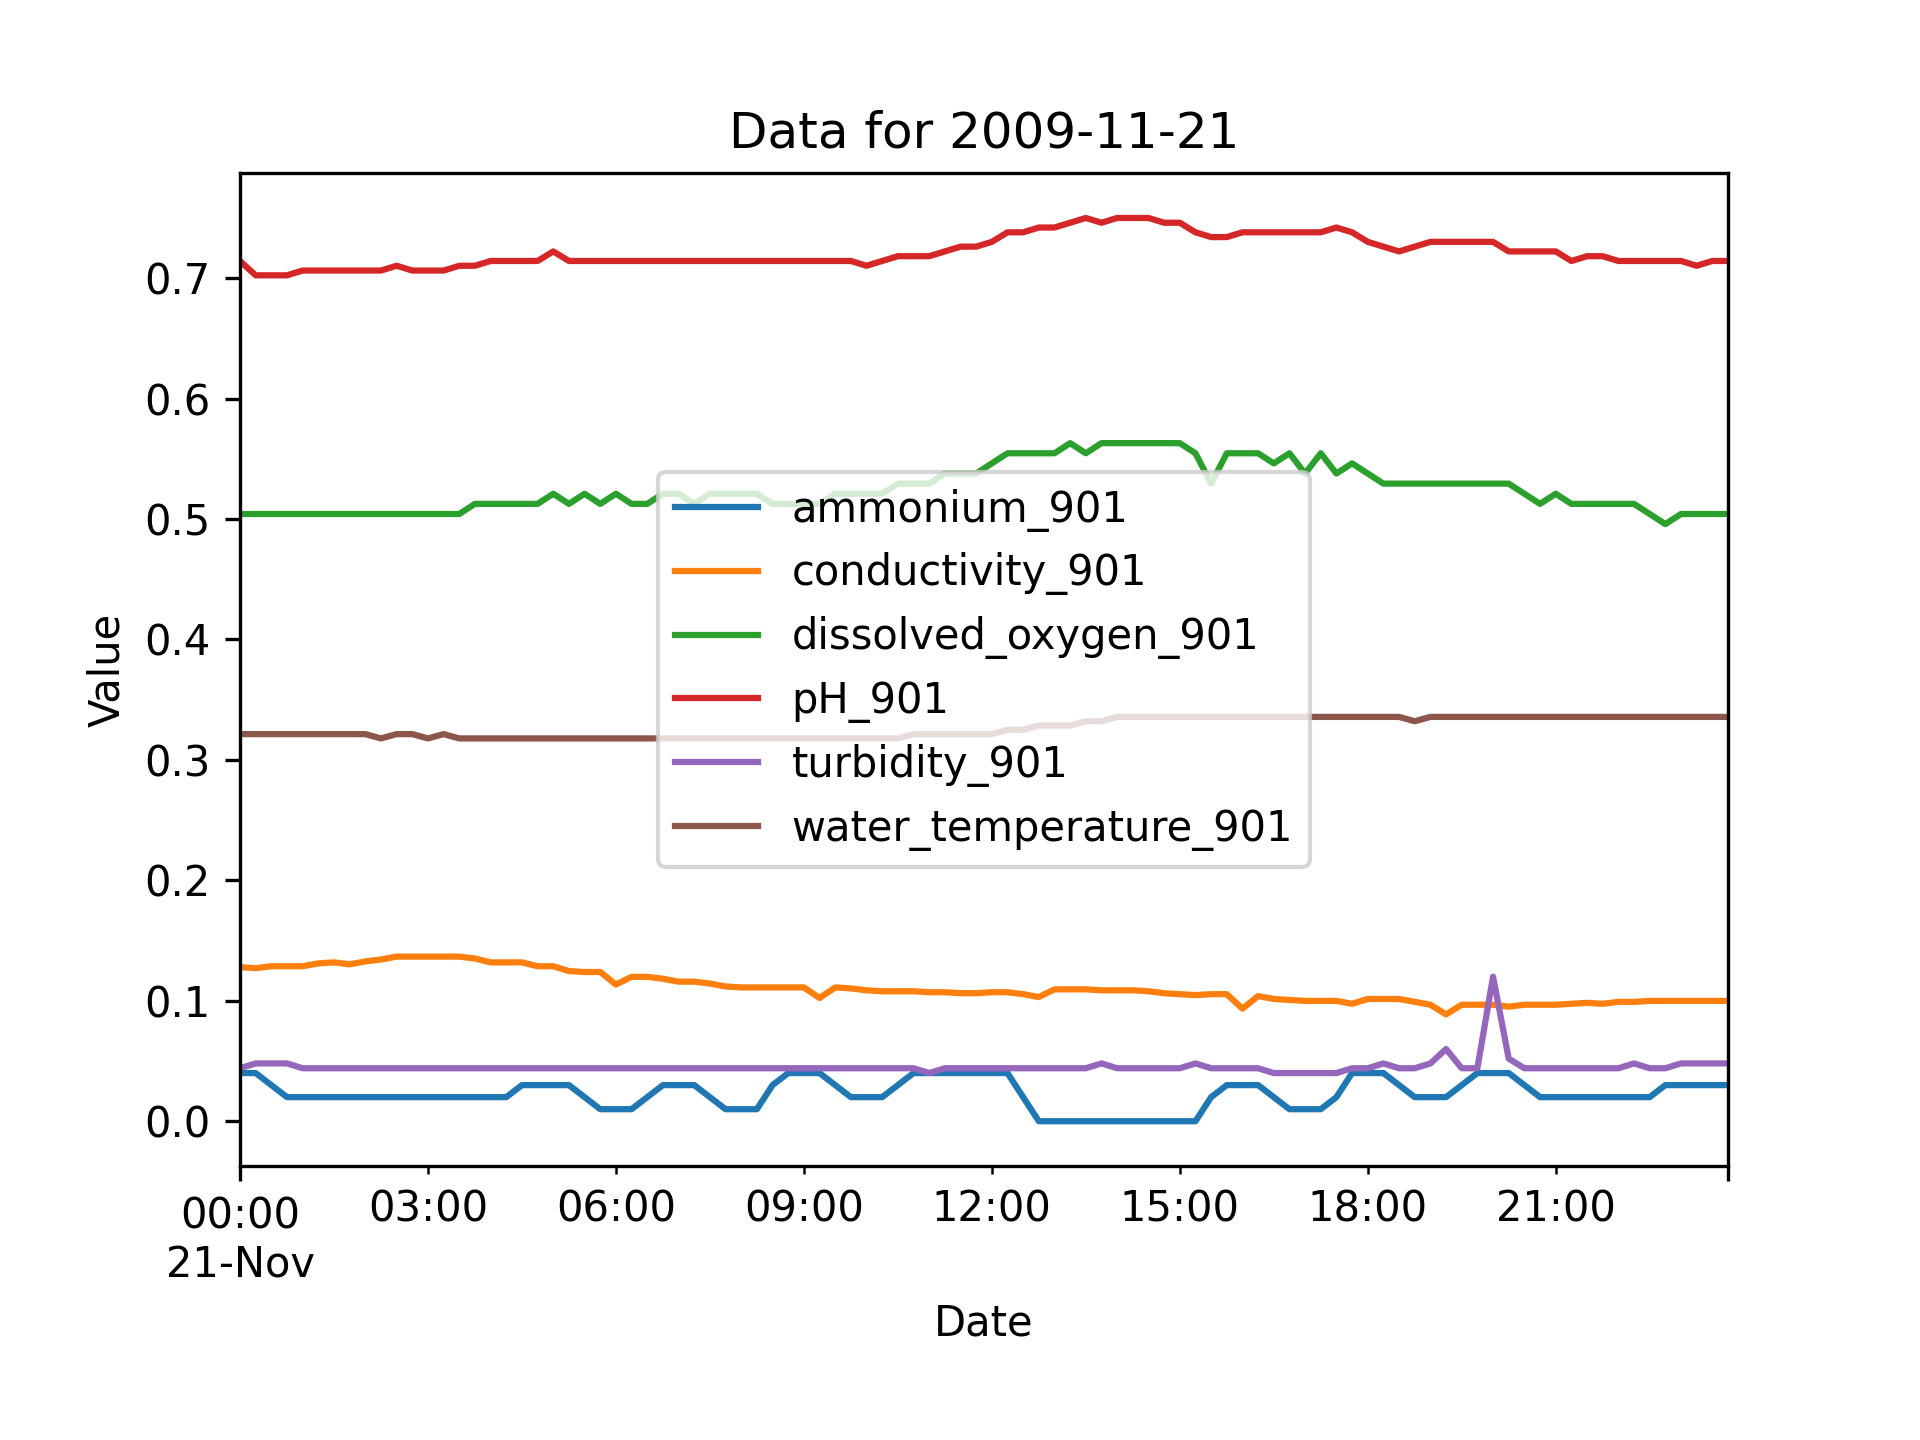 Data for 2009-11-21
Value
0.7
0.6
0.5
0.4
0.3
0.2
0.1
0.0
ammonium_901
conductivity_901
dissolved_oxygen_901
pH_901
turbidity_901
water_temperature_901
00:00 03:00 06:00 09:00 12:00 15:00 18:00 21:00
21-Nov
Date